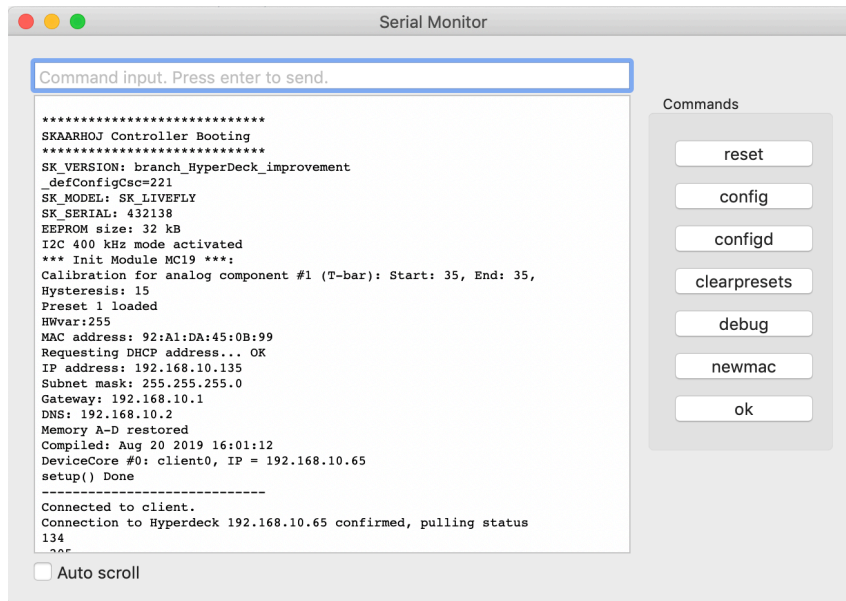 Serial Monitor
Command input. Press enter to send.
*****************************
SKAARHOJ Controller Booting
*****************************
SK_VERSION: branch_HyperDeck_improvement
_defConfigCsc=221
SK_MODEL: SK_LIVEFLY
SK_SERIAL: 432138
EEPROM size: 32 kB
I2C 400 kHz mode activated
*** Init Module MC19 ***:
Calibration for analog component #1 (T-bar): Start: 35, End: 35,
Hysteresis: 15
Preset 1 loaded
HWvar:255
MAC address: 92:A1:DA:45:0B:99
Requesting DHCP address... OK
IP address: 192.168.10.135
Subnet mask: 255.255.255.0
Gateway: 192.168.10.1
DNS: 192.168.10.2
Memory A-D restored
Compiled: Aug 20 2019 16:01:12
DeviceCore #0: client0, IP = 192.168.10.65
setup() Done
-----------------------------
Connected to client.
Connection to Hyperdeck 192.168.10.65 confirmed, pulling status
134
Auto scroll
Commands
reset
config
configd
clearpresets
debug
newmac
ok